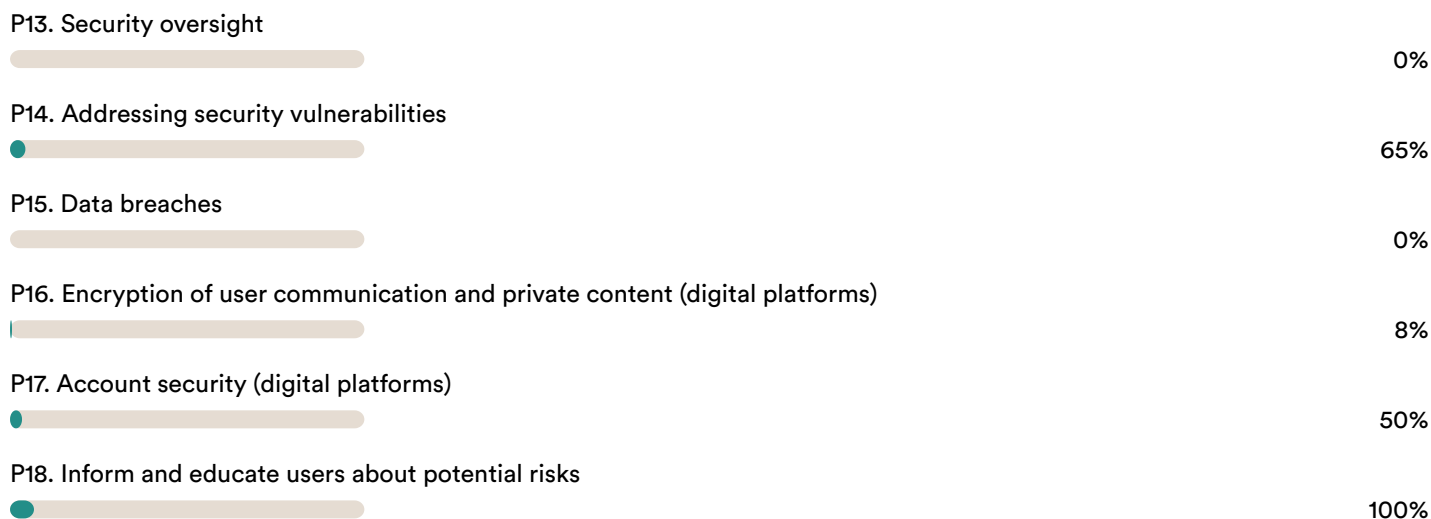 P13. Security oversight
0%
P14. Addressing security vulnerabilities
65%
P15. Data breaches
0%
P16. Encryption of user communication and private content (digital platforms)
8%
P17. Account security (digital platforms)
50%
P18. Inform and educate users about potential risks
100%